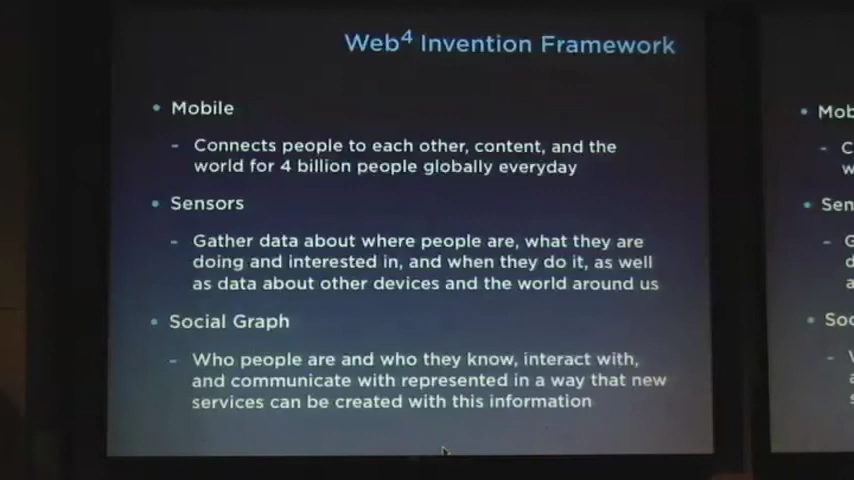 Web⁴ Invention Framework
• Mobile
- Connects people to each other, content, and the
world for 4 billion people globally everyday
• Sensors
- Gather data about where people are, what they are
doing and interested in, and when they do it, as well
as data about other devices and the world around us
• Social Graph
- Who people are and who they know, interact with,
and communicate with represented in a way that new
services can be created with this information
• Mob
- C
w
• Sen
- G
d
a
• Soc